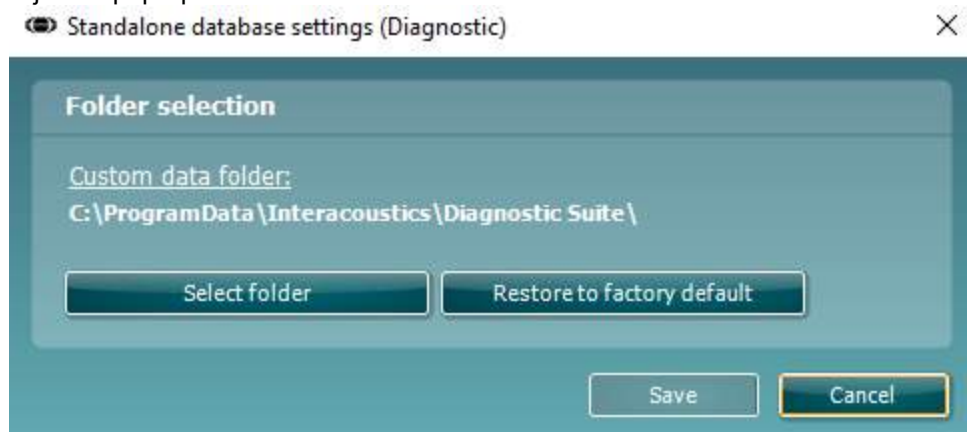 Standalone database settings (Diagnostic)
Folder selection
Custom data folder:
C:\ProgramData\Interacoustics\Diagnostic Suite\
Select folder Restore to factory default
Save Cancel